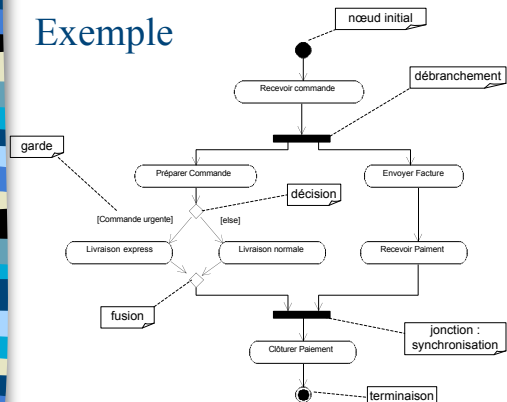 Exemple
nœud initial
Recevoir commande
débranchement
garde
Préparer Commande
Envoyer Facture
décision
[Commande urgente]
[else]
Livraison express
Livraison normale
Recevoir Paiment
fusion
jonction :
synchronisation
Clôturer Paiement
terminaison